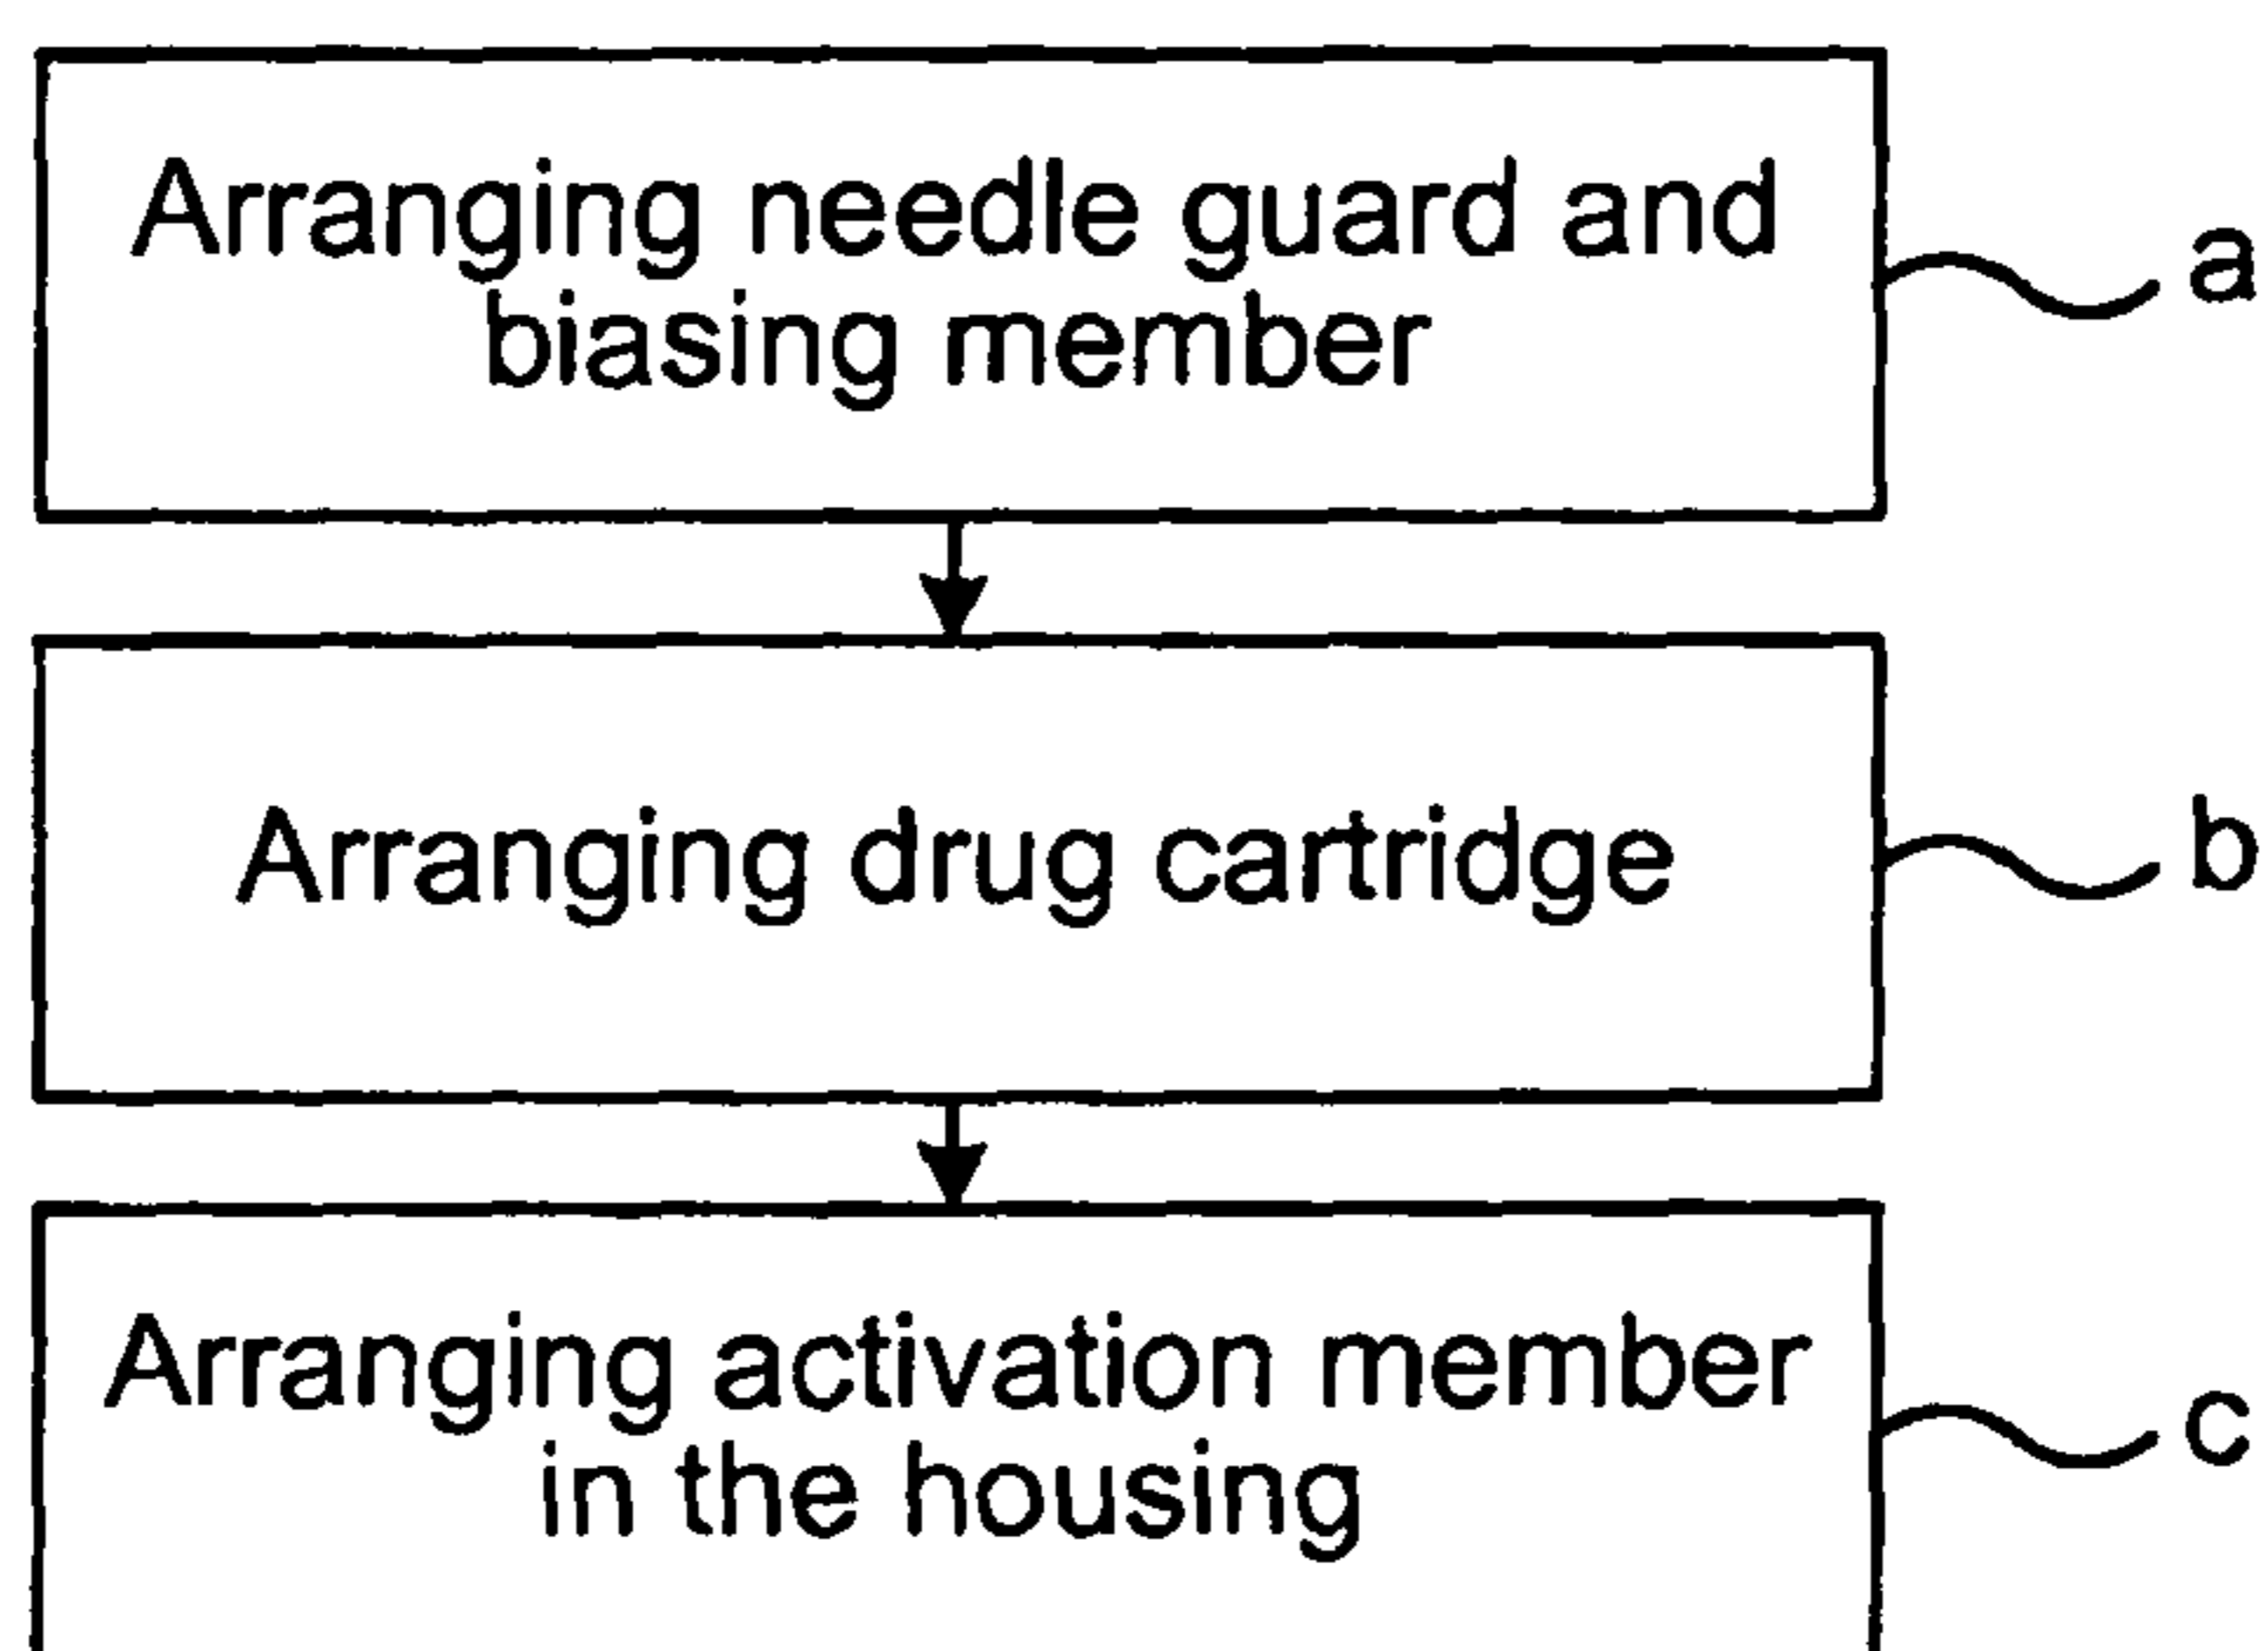 Arranging needle guard and
biasing member
a
Arranging drug cartridge
b
Arranging activation member
in the housing
c